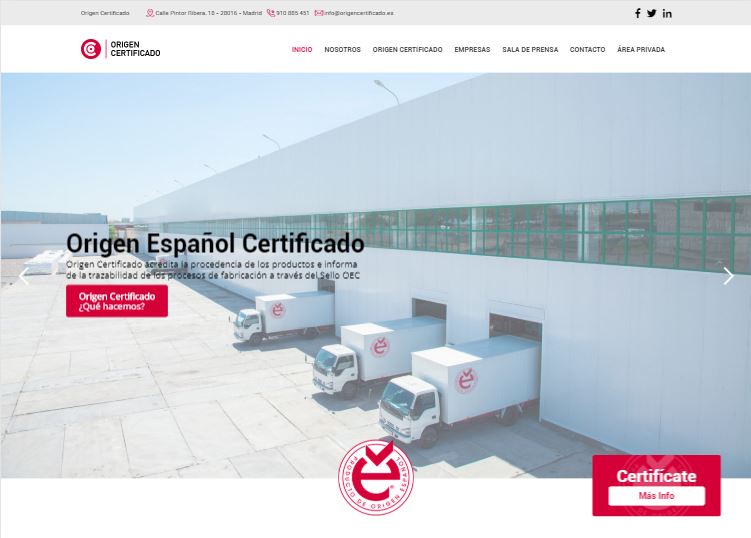 Origen Certificado
Calle Pintor Ribera, 18 - 28016 - Madrid
910 885 451
info@origencertificado.es
ORIGEN
CERTIFICADO
INICIO
NOSOTROS
ORIGEN CERTIFICADO
EMPRESAS
SALA DE PRENSA
CONTACTO
ÁREA PRIVADA
Origen Español Certificado
Origen Certificado acredita la procedencia de los productos e informa
de la trazabilidad de los procesos de fabricación a través del Sello OEC
Origen Certificado
¿Qué hacemos?
PRODUCTO DE ORIGEN ESPAÑOL
Certifícate
Más Info